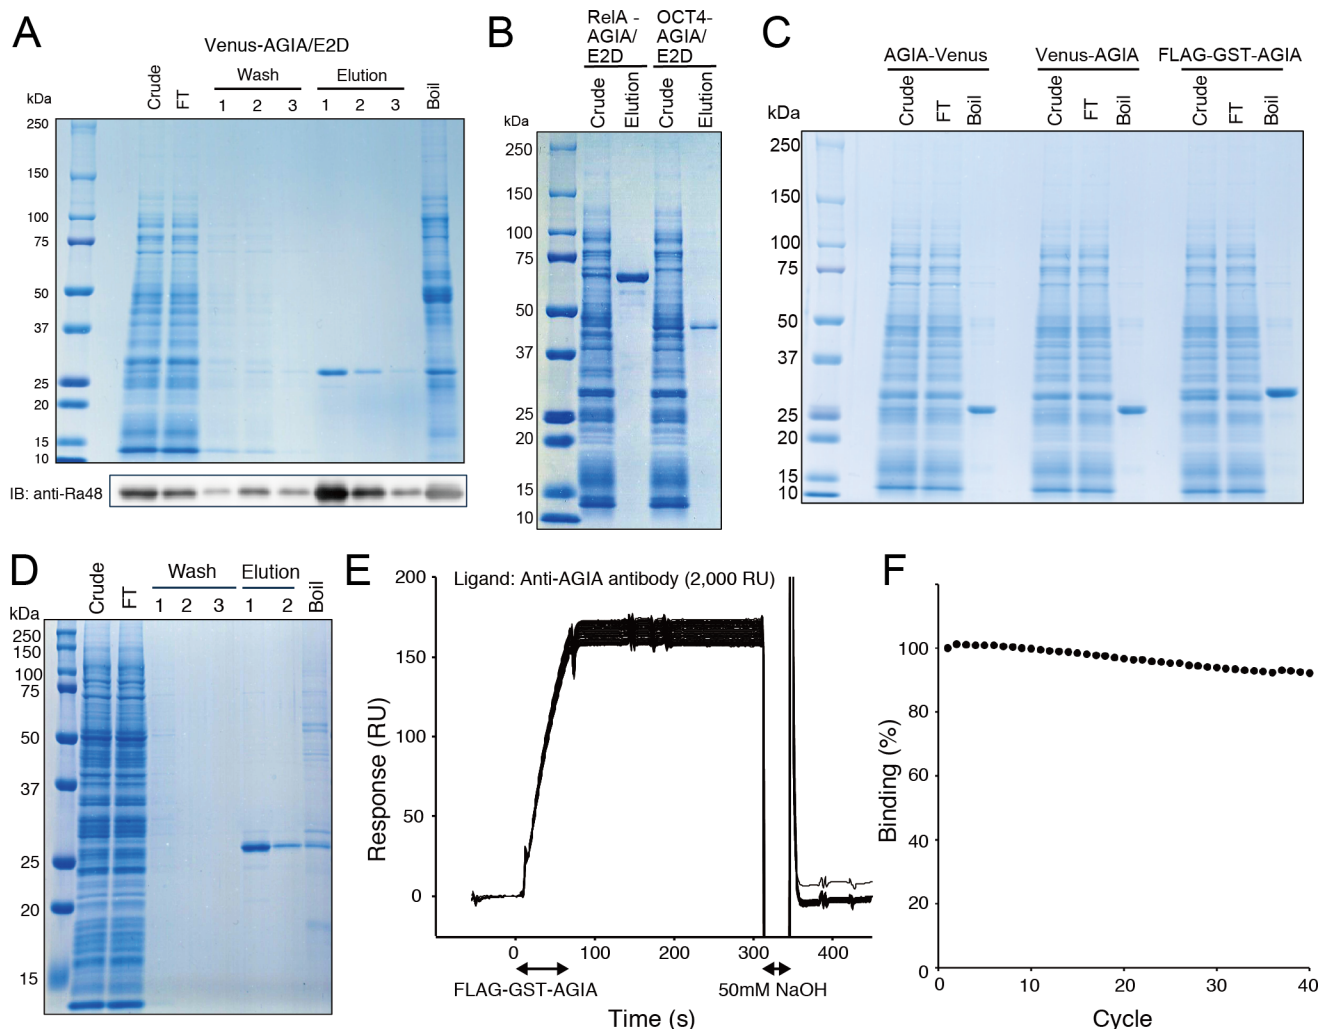 A
Venus-AGIA/E2D
Wash
Elution
kDa
Crude
FT
1
2
3
1
2
3
Boil
250
150
100
75
50
37
25
20
15
10
IB: anti-Ra48
B
RelA -
AGIA/
E2D
OCT4-
AGIA/
E2D
kDa
Crude
Elution
Crude
Elution
250
150
100
75
50
37
25
20
15
10
C
AGIA-Venus
Venus-AGIA
FLAG-GST-AGIA
kDa
Crude
FT
Boil
Crude
FT
Boil
Crude
FT
Boil
250
150
100
75
50
37
25
20
15
10
D
Wash
Elution
kDa
Crude
FT
1
2
3
1
2
Boil
250
150
100
75
50
37
25
20
15
E
Ligand: Anti-AGIA antibody (2,000 RU)
Response (RU)
200
150
100
50
0
0
100
200
300
400
FLAG-GST-AGIA
50mM NaOH
Time (s)
F
Binding (%)
100
80
60
40
20
0
0
10
20
30
40
Cycle